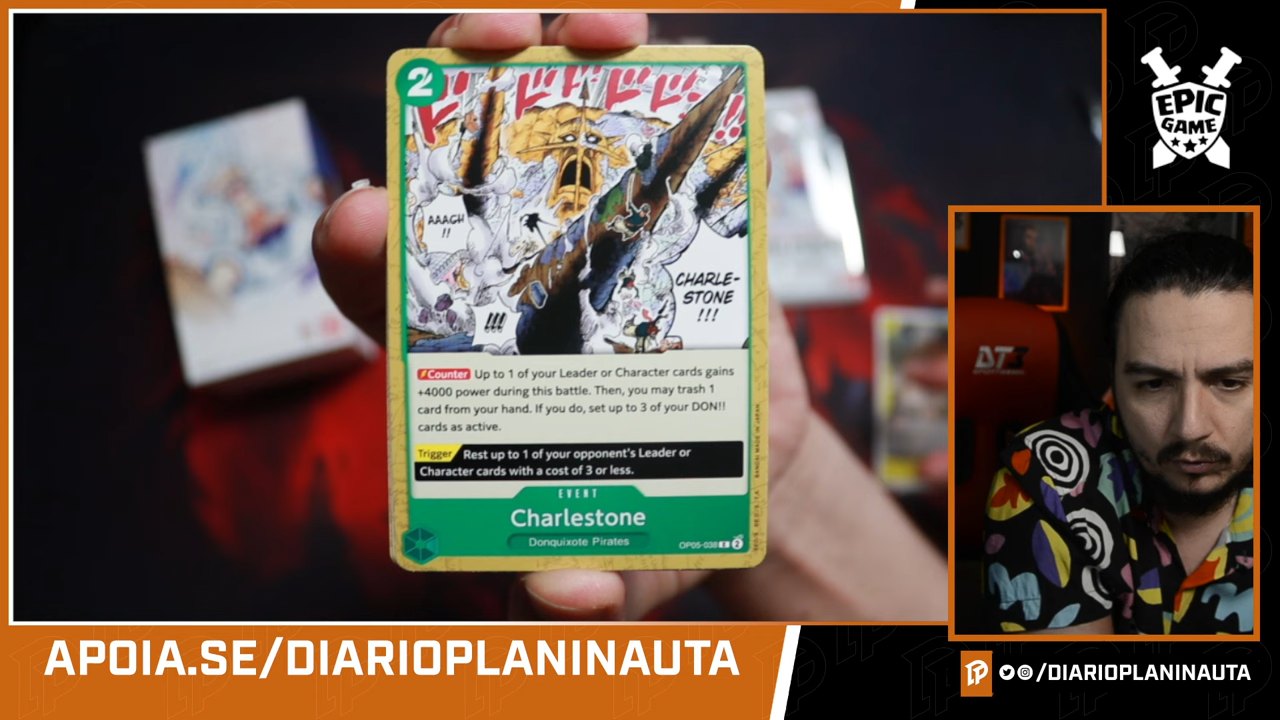 2
ドドドドド!!
AAAGH
!!
CHARLE-
STONE
!!!
!!!
Counter Up to 1 of your Leader or Character cards gains
+4000 power during this battle. Then, you may trash 1
card from your hand. If you do, set up to 3 of your DON!!
cards as active.
Trigger Rest up to 1 of your opponent's Leader or
Character cards with a cost of 3 or less.
EVENT
Charlestone
Donquixote Pirates
OP05-038 R 2
EPIC
GAME
DT3
APOIA.SE/DIARIOPLANINAUTA
/DIARIOPLANINAUTA